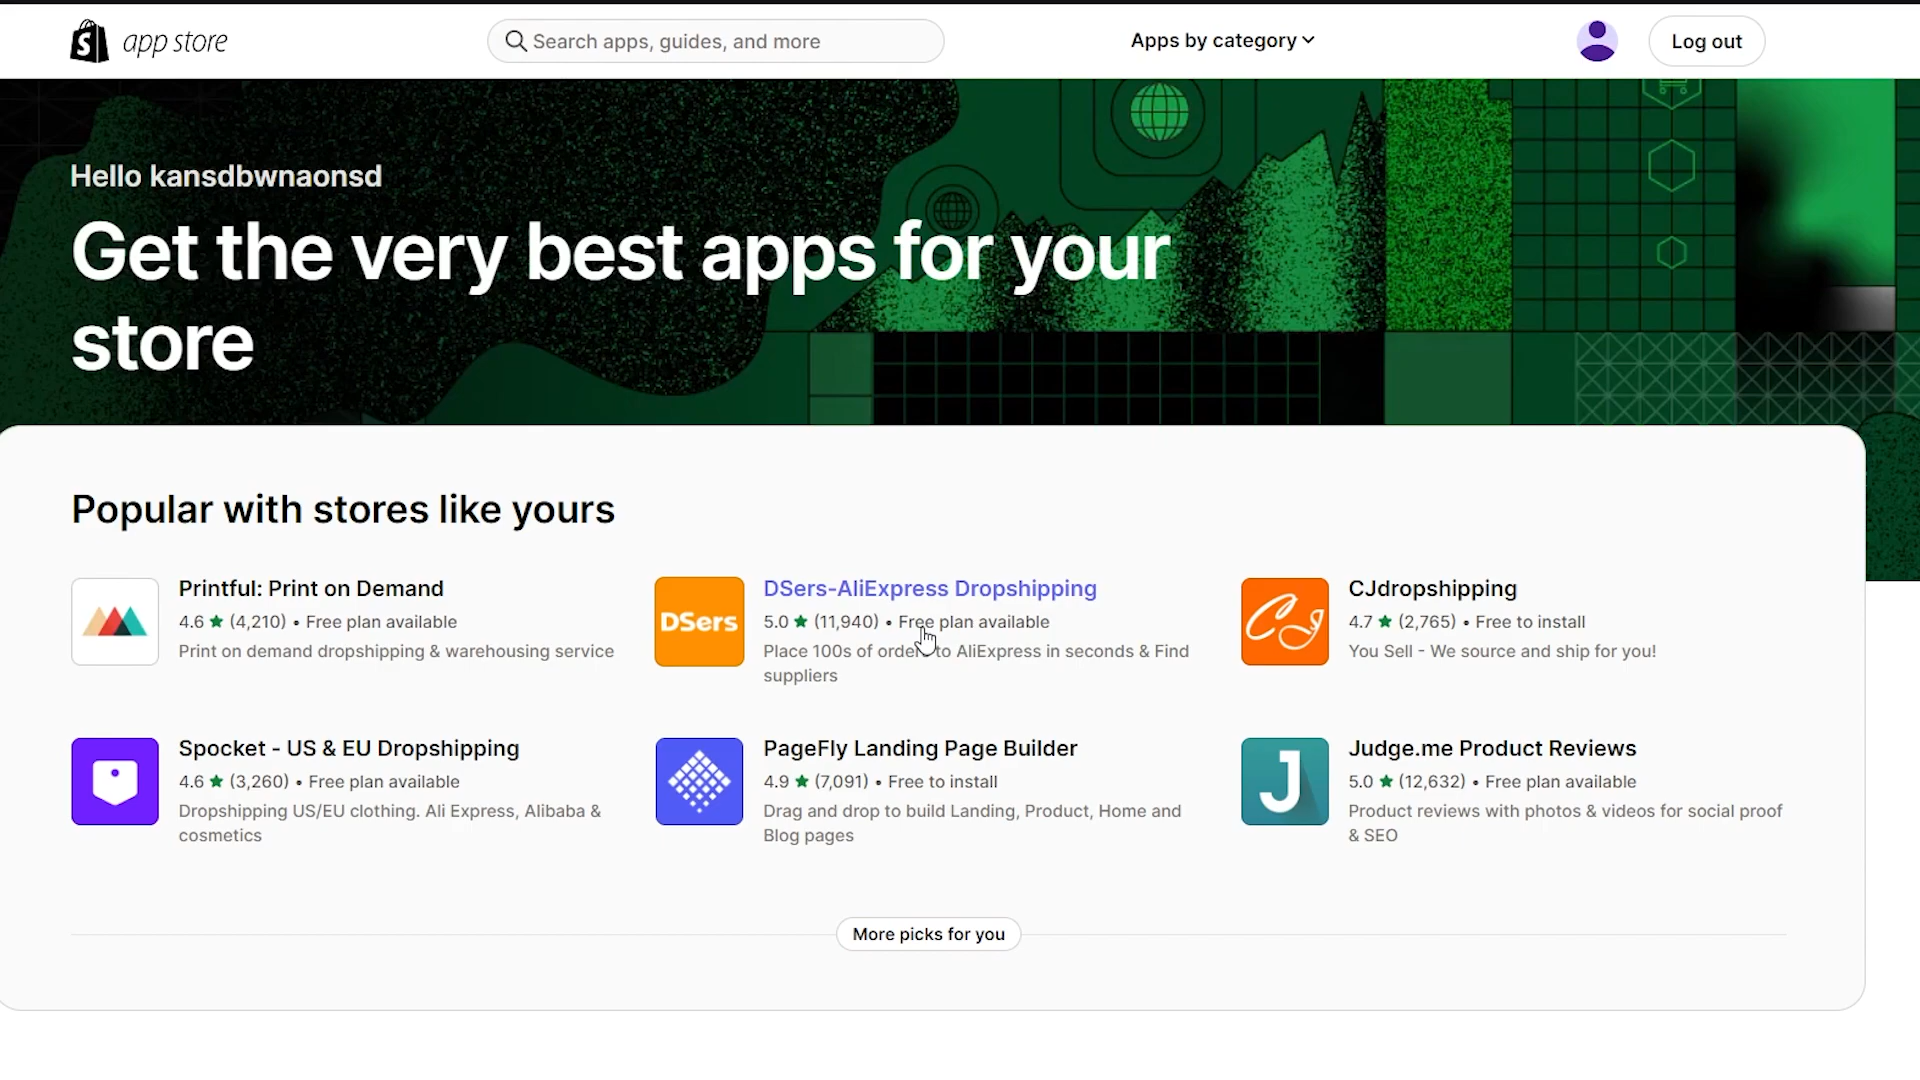 app store
Search apps, guides, and more
Apps by category
Log out
Hello kansdbwnaonsd
Get the very best apps for your
store
Popular with stores like yours
Printful: Print on Demand
4.6 ★ (4,210) • Free plan available
Print on demand dropshipping & warehousing service
DSers
DSers-AliExpress Dropshipping
5.0 ★ (11,940) • Free plan available
Place 100s of orders to AliExpress in seconds & Find
suppliers
CJ
CJdropshipping
4.7 ★ (2,765) • Free to install
You Sell - We source and ship for you!
Spocket - US & EU Dropshipping
4.6 ★ (3,260) • Free plan available
Dropshipping US/EU clothing. Ali Express, Alibaba &
cosmetics
PageFly Landing Page Builder
4.9 ★ (7,091) • Free to install
Drag and drop to build Landing, Product, Home and
Blog pages
J
Judge.me Product Reviews
5.0 ★ (12,632) • Free plan available
Product reviews with photos & videos for social proof
& SEO
More picks for you